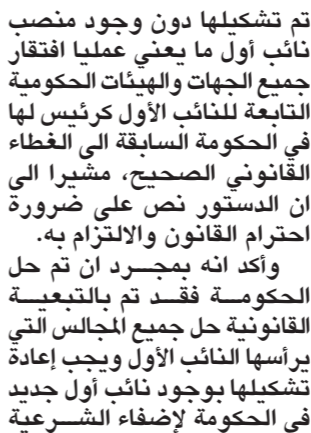 تم تشكيلها دون وجود منصب
نائب أول ما يعني عمليا افتقار
جميع الجهات والهيئات الحكومية
التابعة للنائب الأول كرئيس لها
في الحكومة السابقة الى الغطاء
القانوني الصحيح، مشيرا الى
ان الدستور نص على ضرورة
احترام القانون والالتزام به.
وأكد انه بمجرد ان تم حل
الحكومة فقد تم بالتبعية
القانونية حل جميع المجالس التي
يرأسها النائب الأول ويجب إعادة
تشكيلها بوجود نائب أول جديد
في الحكومة لإضفاء الشرعية